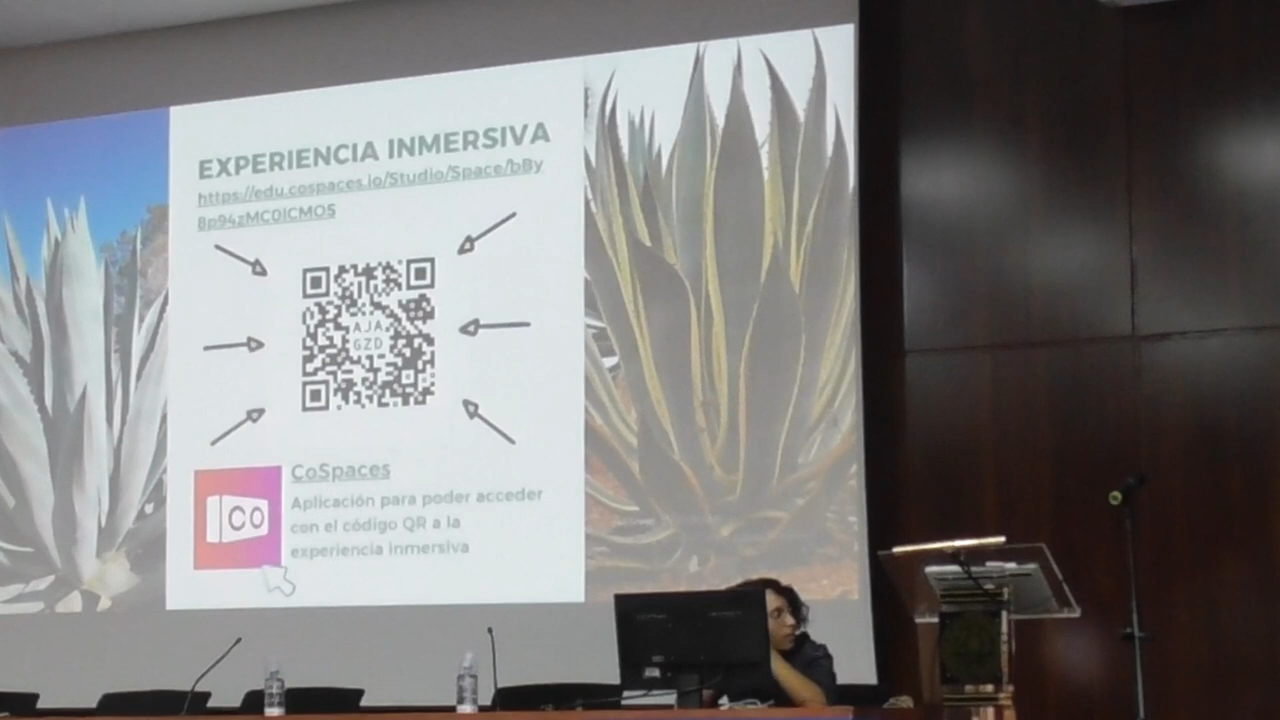 EXPERIENCIA INMERSIVA
https://edu.cospaces.io/Studio/Space/bBy
8p94zMC0ICMO5
AJA
GZD
CoSpaces
CO
Aplicación para poder acceder
con el código QR a la
experiencia inmersiva